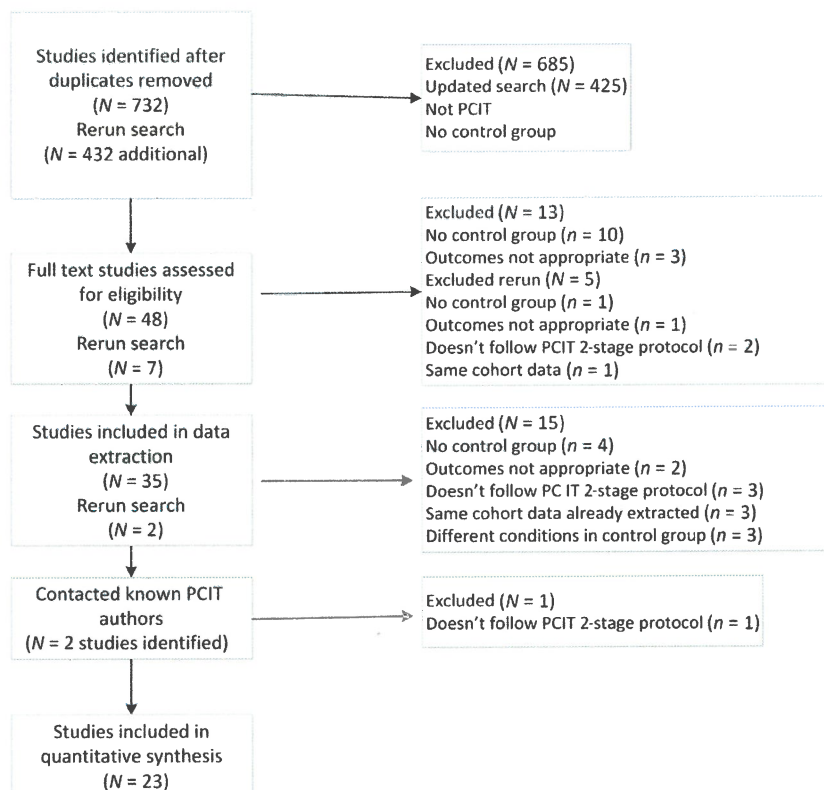 Studies identified after
duplicates removed
(N = 732)
Rerun search
(N = 432 additional)
Excluded (N = 685)
Updated search (N = 425)
Not PCIT
No control group
Full text studies assessed
for eligibility
(N = 48)
Rerun search
(N = 7)
Excluded (N = 13)
No control group (n = 10)
Outcomes not appropriate (n = 3)
Excluded rerun (N = 5)
No control group (n = 1)
Outcomes not appropriate (n = 1)
Doesn't follow PCIT 2-stage protocol (n = 2)
Same cohort data (n = 1)
Studies included in data
extraction
(N = 35)
Rerun search
(N = 2)
Excluded (N = 15)
No control group (n = 4)
Outcomes not appropriate (n = 2)
Doesn't follow PC IT 2-stage protocol (n = 3)
Same cohort data already extracted (n = 3)
Different conditions in control group (n = 3)
Contacted known PCIT
authors
(N = 2 studies identified)
Excluded (N = 1)
Doesn't follow PCIT 2-stage protocol (n = 1)
Studies included in
quantitative synthesis
(N = 23)